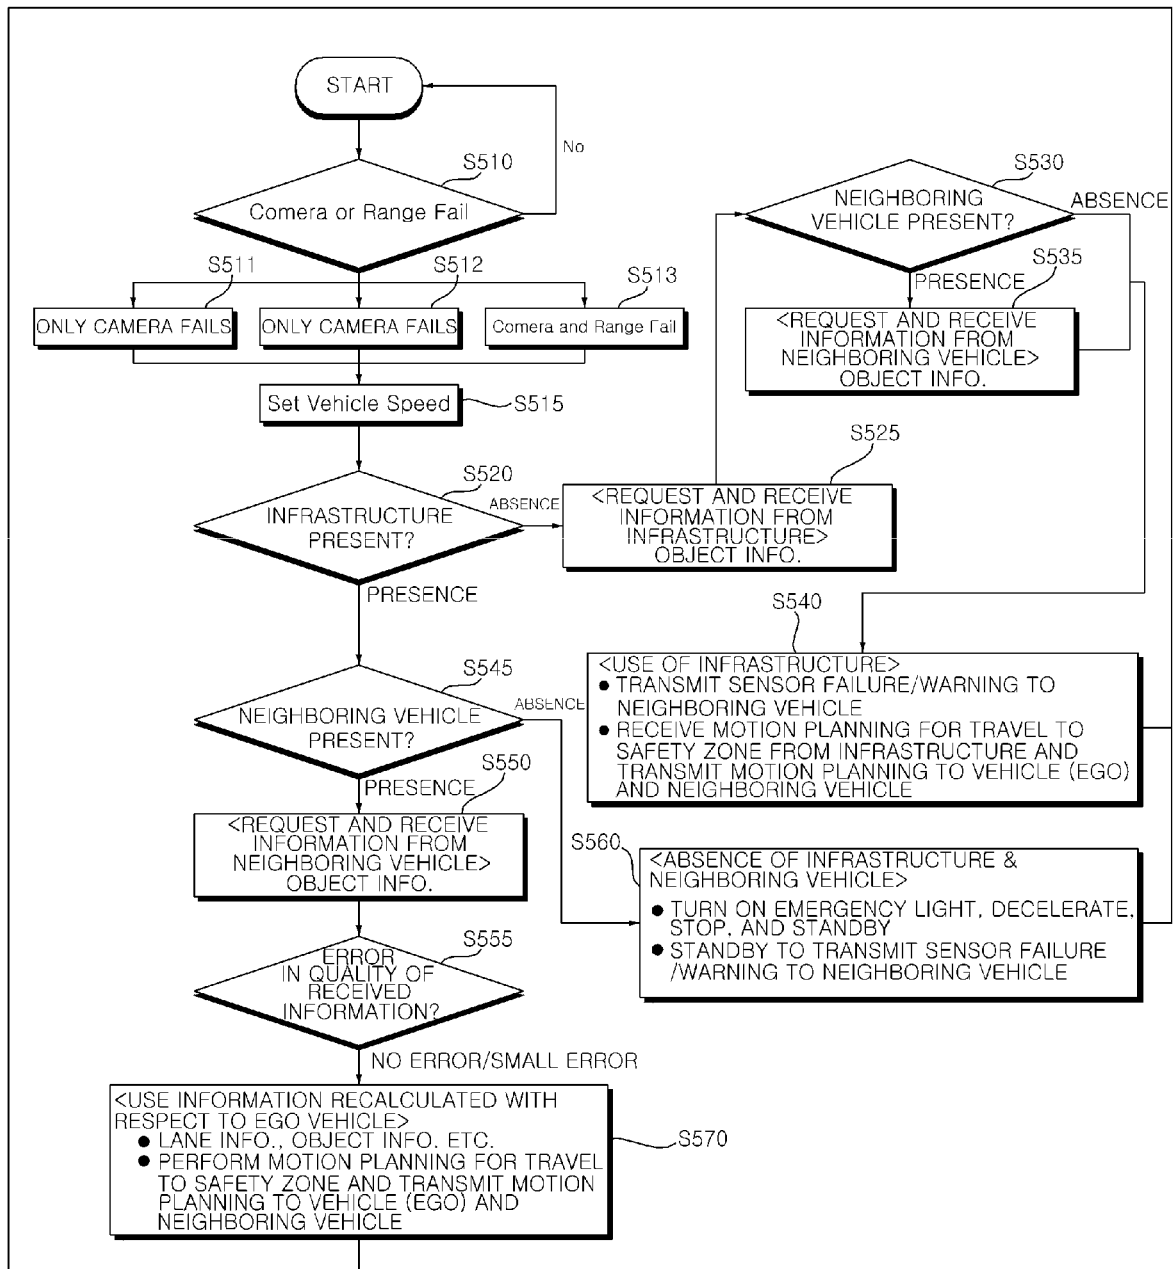 START
No
S510
Comera or Range Fail
S511
S512
S513
ONLY CAMERA FAILS
ONLY CAMERA FAILS
Comera and Range Fail
Set Vehicle Speed
S515
S520
INFRASTRUCTURE
PRESENT?
ABSENCE
PRESENCE
S525
<REQUEST AND RECEIVE
INFORMATION FROM
INFRASTRUCTURE>
OBJECT INFO.
S530
NEIGHBORING
VEHICLE PRESENT?
ABSENCE
PRESENCE
S535
<REQUEST AND RECEIVE
INFORMATION FROM
NEIGHBORING VEHICLE>
OBJECT INFO.
S540
<USE OF INFRASTRUCTURE>
● TRANSMIT SENSOR FAILURE/WARNING TO
NEIGHBORING VEHICLE
● RECEIVE MOTION PLANNING FOR TRAVEL TO
SAFETY ZONE FROM INFRASTRUCTURE AND
TRANSMIT MOTION PLANNING TO VEHICLE (EGO)
AND NEIGHBORING VEHICLE
S545
NEIGHBORING VEHICLE
PRESENT?
ABSENCE
PRESENCE
S550
<REQUEST AND RECEIVE
INFORMATION FROM
NEIGHBORING VEHICLE>
OBJECT INFO.
S560
<ABSENCE OF INFRASTRUCTURE &
NEIGHBORING VEHICLE>
● TURN ON EMERGENCY LIGHT, DECELERATE,
STOP, AND STANDBY
● STANDBY TO TRANSMIT SENSOR FAILURE
/WARNING TO NEIGHBORING VEHICLE
S555
ERROR
IN QUALITY OF
RECEIVED
INFORMATION?
NO ERROR/SMALL ERROR
<USE INFORMATION RECALCULATED WITH
RESPECT TO EGO VEHICLE>
● LANE INFO., OBJECT INFO. ETC.
● PERFORM MOTION PLANNING FOR TRAVEL
TO SAFETY ZONE AND TRANSMIT MOTION
PLANNING TO VEHICLE (EGO) AND
NEIGHBORING VEHICLE
S570